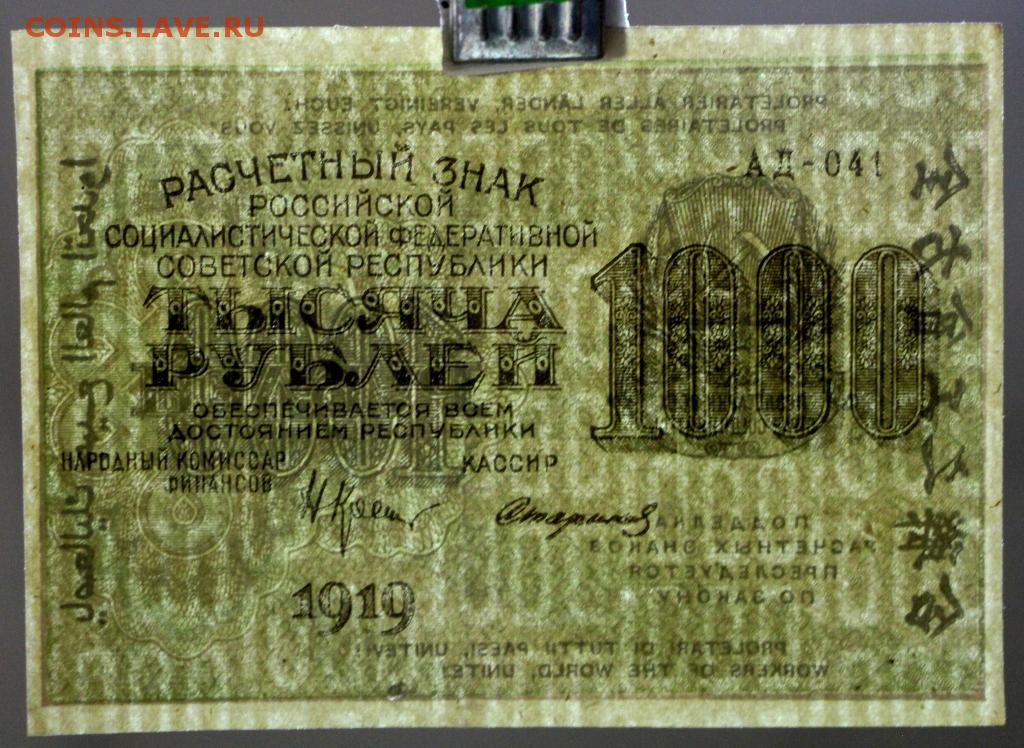 COINS.LAVE.RU
PROLETARIER ALLER LÄNDER, VEREINIGT EUCH!
PROLETAIRES DE TOUS LES PAYS, UNISSEZ VOUS!
АД-041
РАСЧЕТНЫЙ ЗНАК
РОССИЙСКОЙ
СОЦИАЛИСТИЧЕСКОЙ ФЕДЕРАТИВНОЙ
СОВЕТСКОЙ РЕСПУБЛИКИ
ТЫСЯЧА
РУБЛЕЙ
1000
ОБЕСПЕЧИВАЕТСЯ ВСЕМ
ДОСТОЯНИЕМ РЕСПУБЛИКИ
НАРОДНЫЙ КОМИССАР
ФИНАНСОВ
КАССИР
ПОДДЕЛКА
РАСЧЕТНЫХ ЗНАКОВ
ПРЕСЛЕДУЕТСЯ
ПО ЗАКОНУ
1919
PROLETARI DI TUTTI I PAESI, UNITEVI!
WORKERS OF THE WORLD, UNITE!